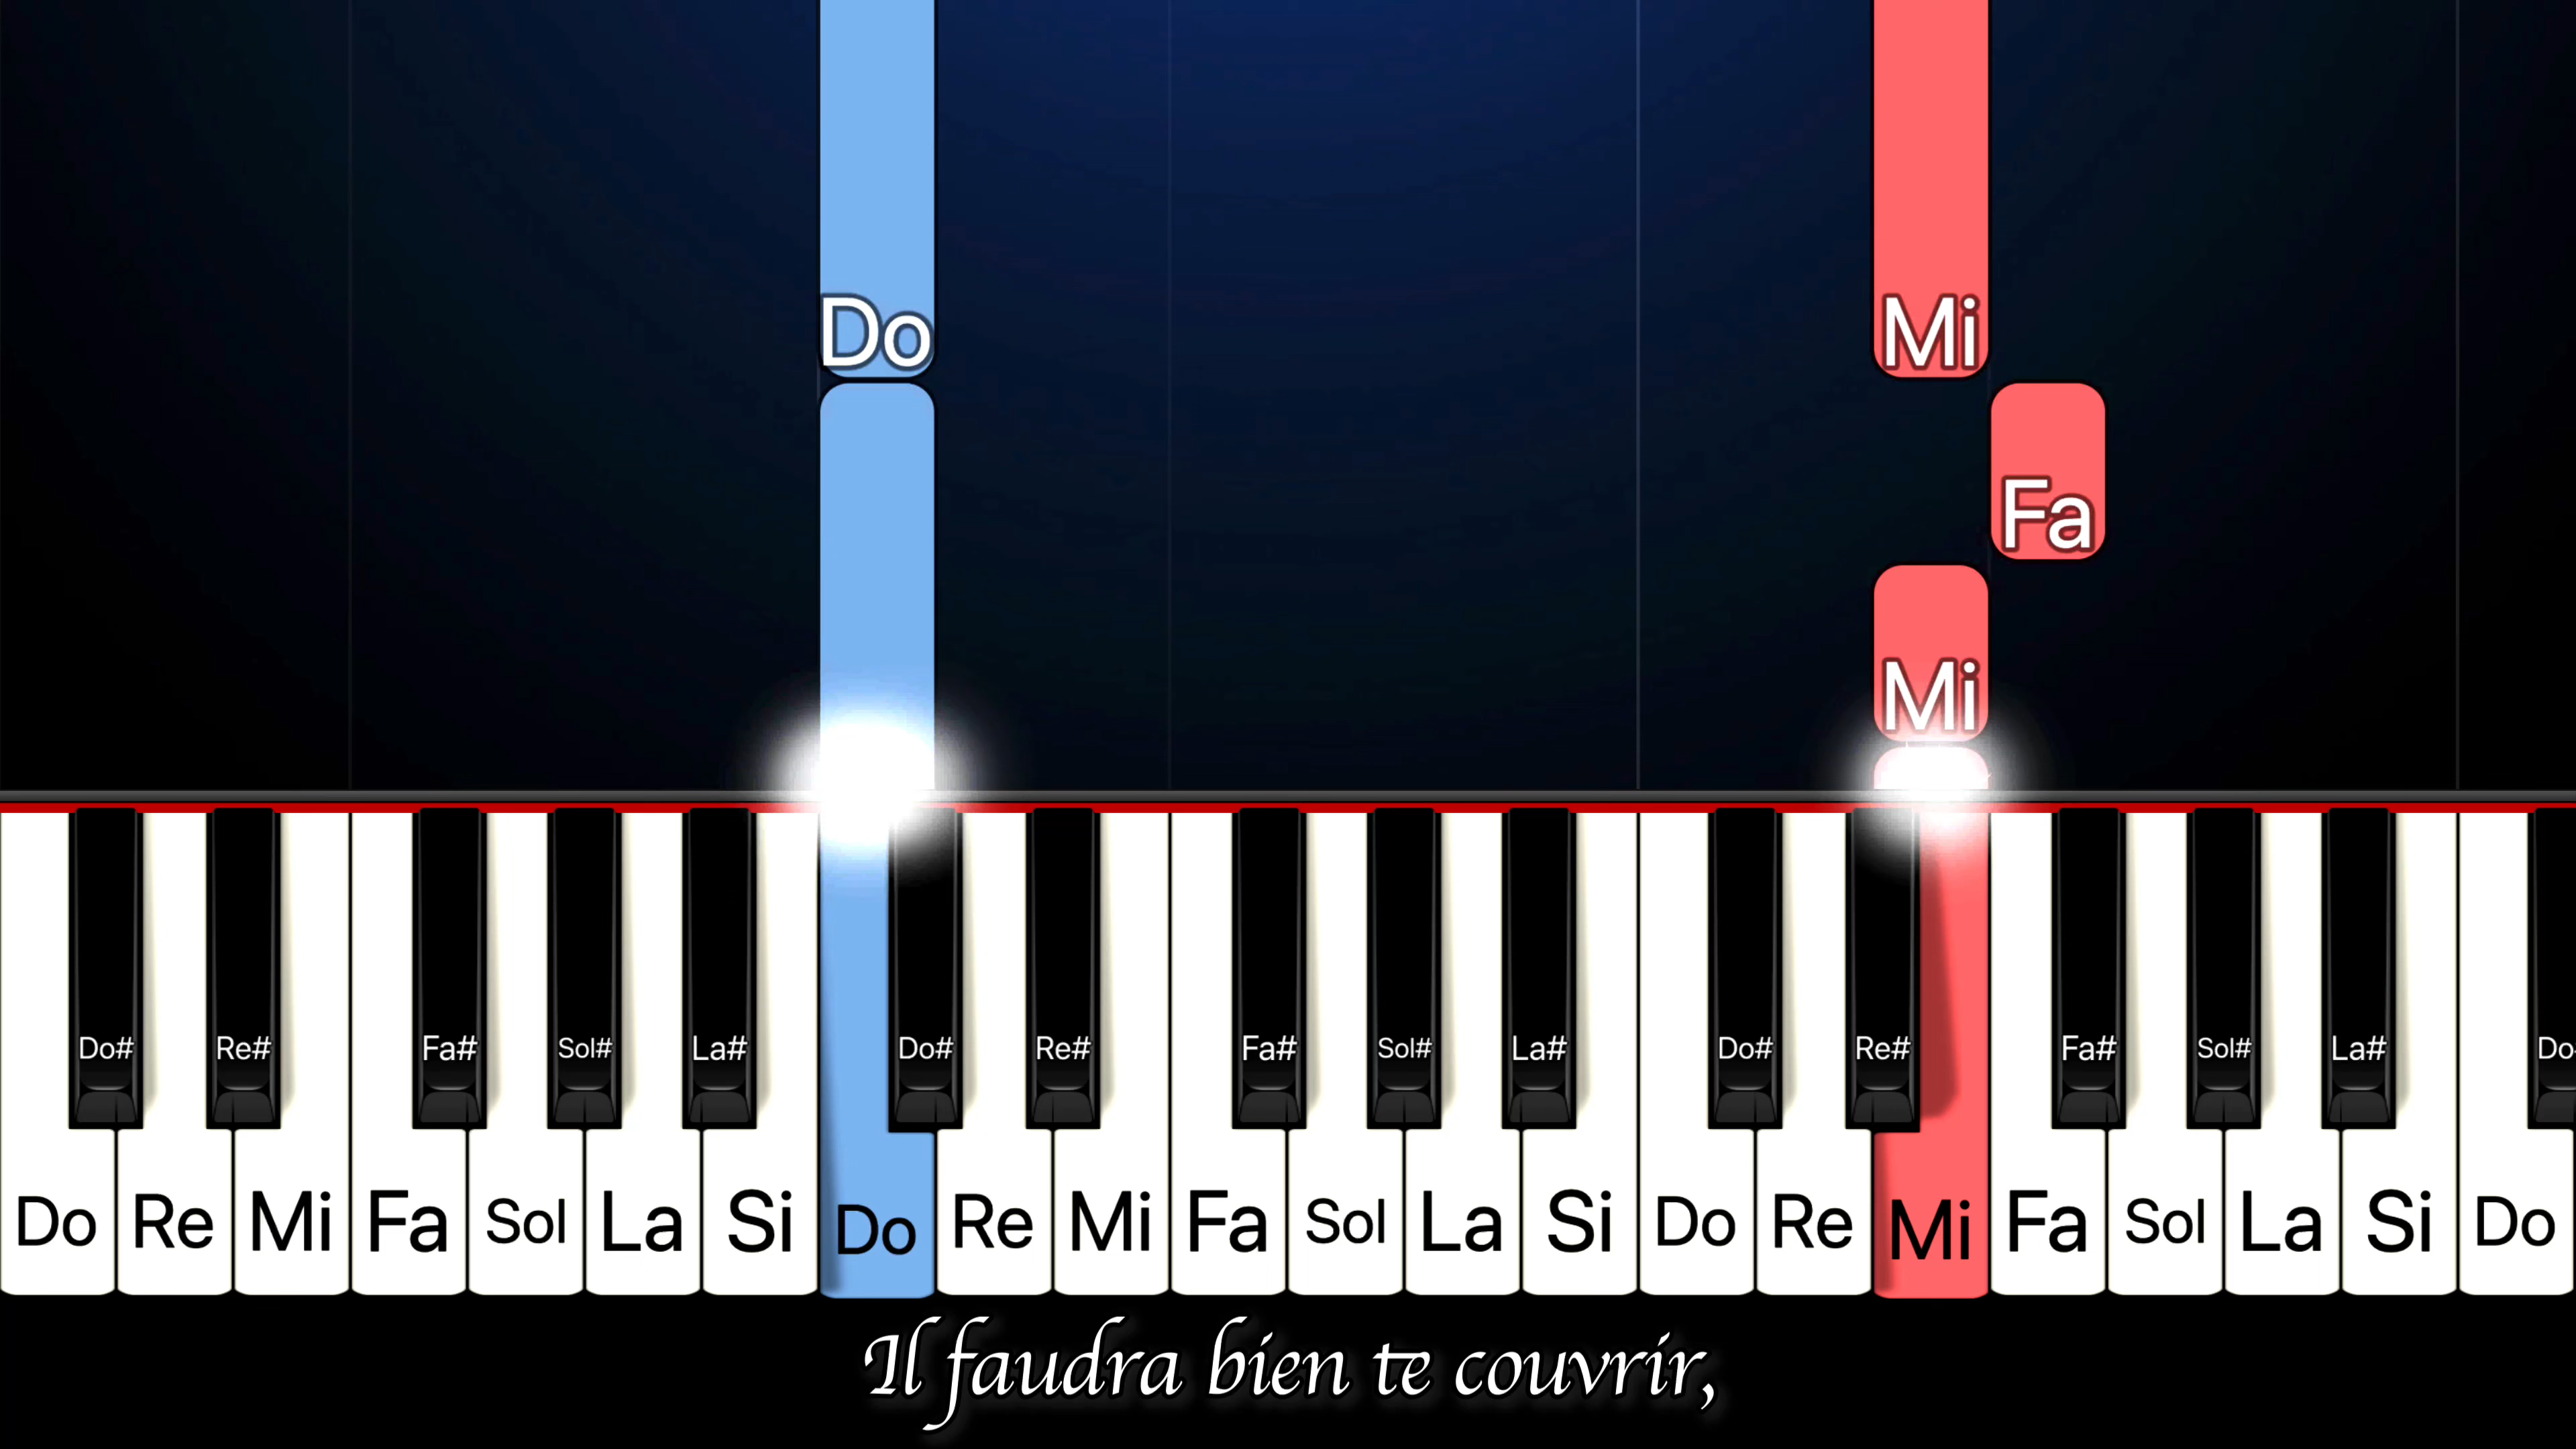 Do Mi
Fa
Mi
Do# Re# Fa# Sol# La# Do# Re# Fa# Sol# La# Do# Re# Fa# Sol# La#
Do Re Mi Fa Sol La Si Do Re Mi Fa Sol La Si Do Re Mi Fa Sol La Si Do
Il faudra bien te couvrir,